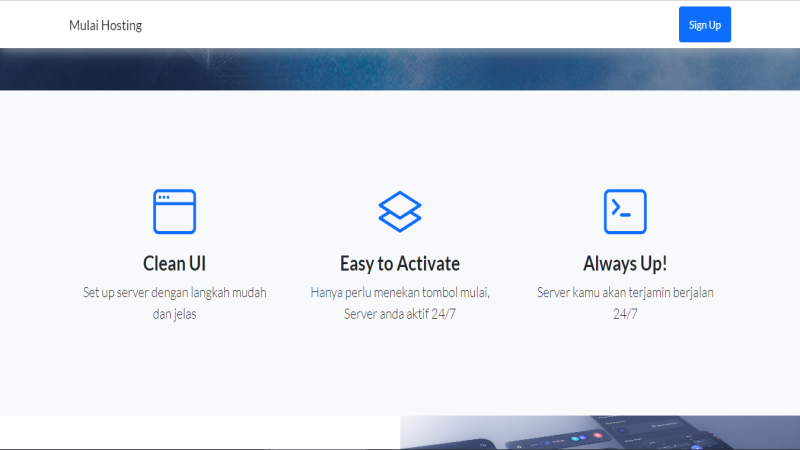 Mulai Hosting
Sign Up
Clean UI
Set up server dengan langkah mudah
dan jelas
Easy to Activate
Hanya perlu menekan tombol mulai,
Server anda aktif 24/7
Always Up!
Server kamu akan terjamin berjalan
24/7